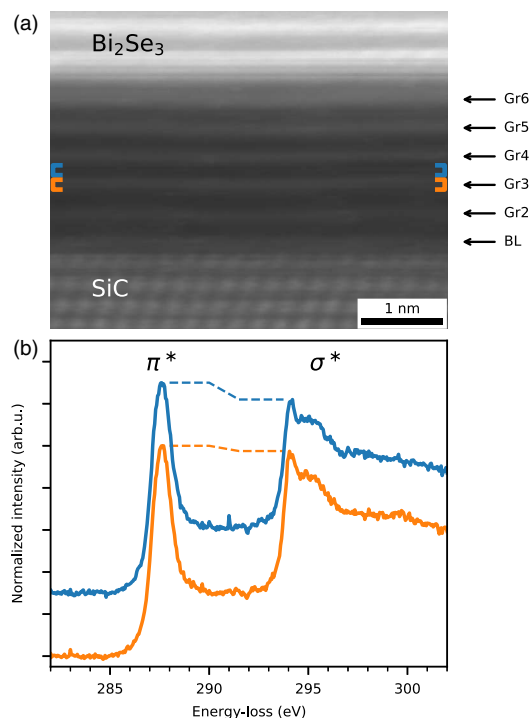 (a)
Bi₂Se₃
Gr6
Gr5
Gr4
Gr3
Gr2
BL
SiC
1 nm
(b)
π* σ*
Normalized intensity (arb.u.)
285 290 295 300
Energy-loss (eV)